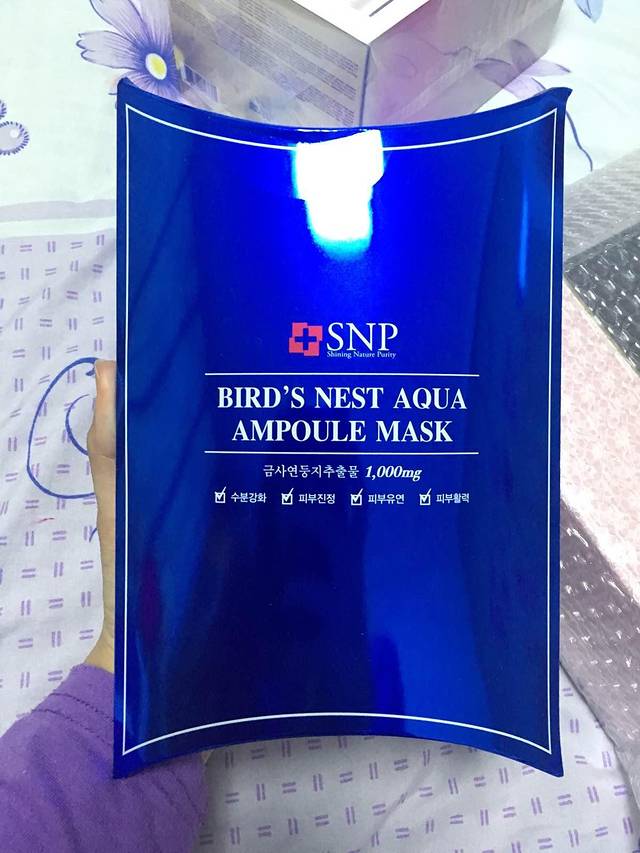 SNP
Shining Nature Purity
BIRD'S NEST AQUA
AMPOULE MASK
금사연둥지추출물 1,000mg
수분강화 피부진정 피부유연 피부활력